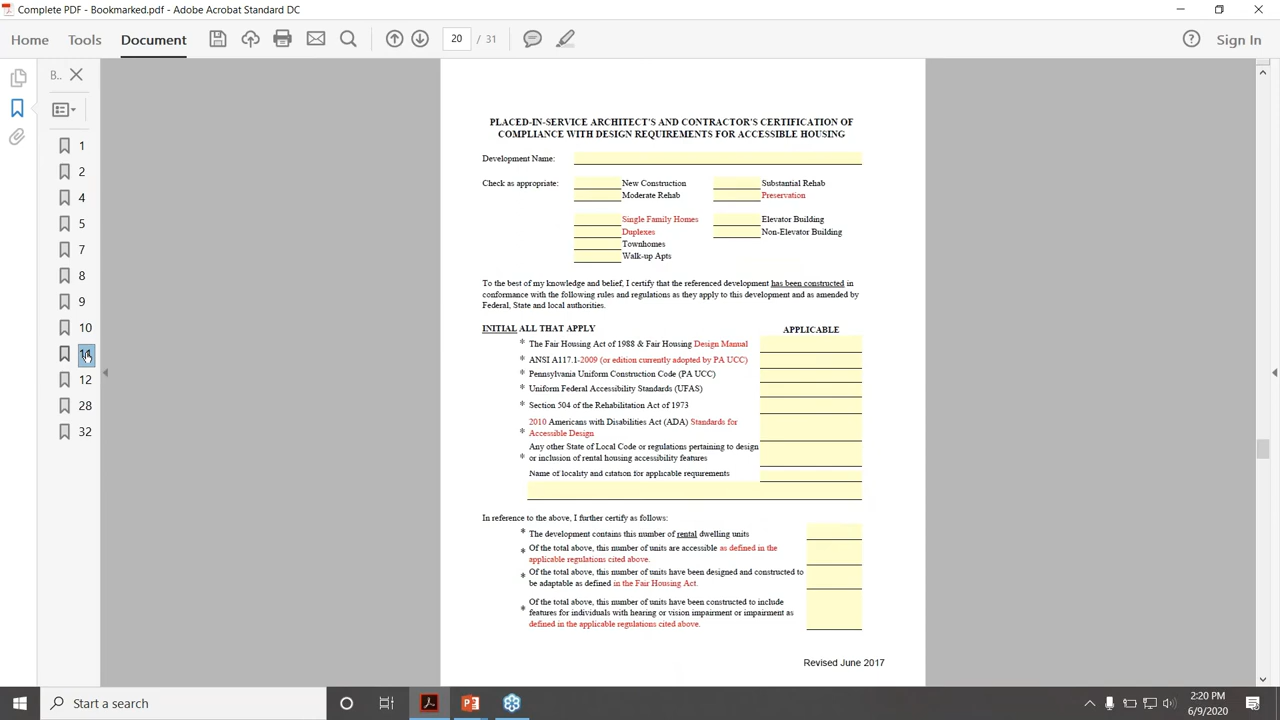 Complete PDF - Bookmarked.pdf - Adobe Acrobat Standard DC
Home Tools Document 20 / 31 Sign In
B..
1
2
5
7
8
9
10
12
28
32
PLACED-IN-SERVICE ARCHITECT'S AND CONTRACTOR'S CERTIFICATION OF
COMPLIANCE WITH DESIGN REQUIREMENTS FOR ACCESSIBLE HOUSING
Development Name:
Check as appropriate: New Construction Substantial Rehab
Moderate Rehab Preservation
Single Family Homes Elevator Building
Duplexes Non-Elevator Building
Townhomes
Walk-up Apts
To the best of my knowledge and belief, I certify that the referenced development has been constructed in
conformance with the following rules and regulations as they apply to this development and as amended by
Federal, State and local authorities.
INITIAL ALL THAT APPLY APPLICABLE
* The Fair Housing Act of 1988 & Fair Housing Design Manual
* ANSI A117.1-2009 (or edition currently adopted by PA UCC)
* Pennsylvania Uniform Construction Code (PA UCC)
* Uniform Federal Accessibility Standards (UFAS)
* Section 504 of the Rehabilitation Act of 1973
2010 Americans with Disabilities Act (ADA) Standards for
* Accessible Design
Any other State of Local Code or regulations pertaining to design
* or inclusion of rental housing accessibility features
Name of locality and citation for applicable requirements
In reference to the above, I further certify as follows:
* The development contains this number of rental dwelling units
* Of the total above, this number of units are accessible as defined in the
applicable regulations cited above.
* Of the total above, this number of units have been designed and constructed to
be adaptable as defined in the Fair Housing Act.
Of the total above, this number of units have been constructed to include
* features for individuals with hearing or vision impairment or impairment as
defined in the applicable regulations cited above.
Revised June 2017
Start a search
2:20 PM
6/9/2020